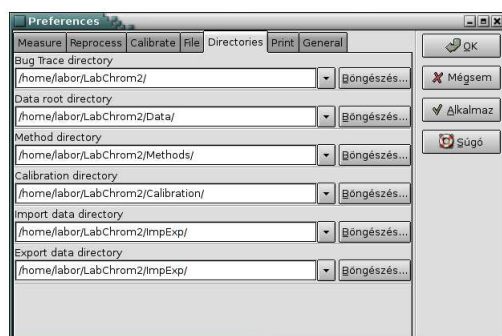 Preferences
Measure Reprocess Calibrate File Directories Print General
Bug Trace directory
/home/labor/LabChrom2/ Böngészés...
Data root directory
/home/labor/LabChrom2/Data/ Böngészés...
Method directory
/home/labor/LabChrom2/Methods/ Böngészés...
Calibration directory
/home/labor/LabChrom2/Calibration/ Böngészés...
Import data directory
/home/labor/LabChrom2/ImpExp/ Böngészés...
Export data directory
/home/labor/LabChrom2/ImpExp/ Böngészés...
OK
Mégsem
Alkalmaz
Súgó